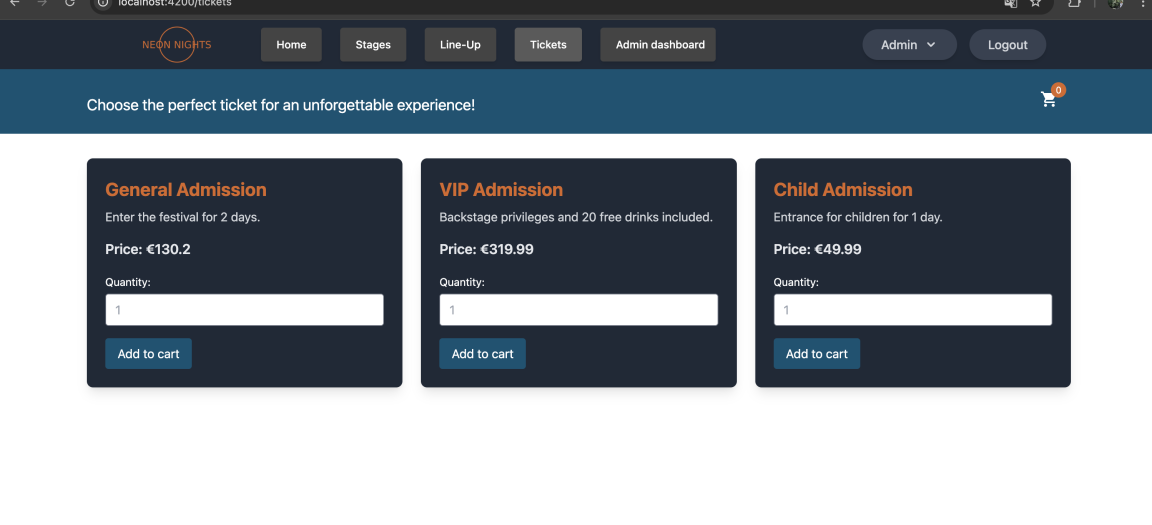 localhost:4200/tickets
NEON NIGHTS Home Stages Line-Up Tickets Admin dashboard Admin Logout
Choose the perfect ticket for an unforgettable experience! 0
General Admission
Enter the festival for 2 days.
Price: €130.2
Quantity:
1
Add to cart
VIP Admission
Backstage privileges and 20 free drinks included.
Price: €319.99
Quantity:
1
Add to cart
Child Admission
Entrance for children for 1 day.
Price: €49.99
Quantity:
1
Add to cart